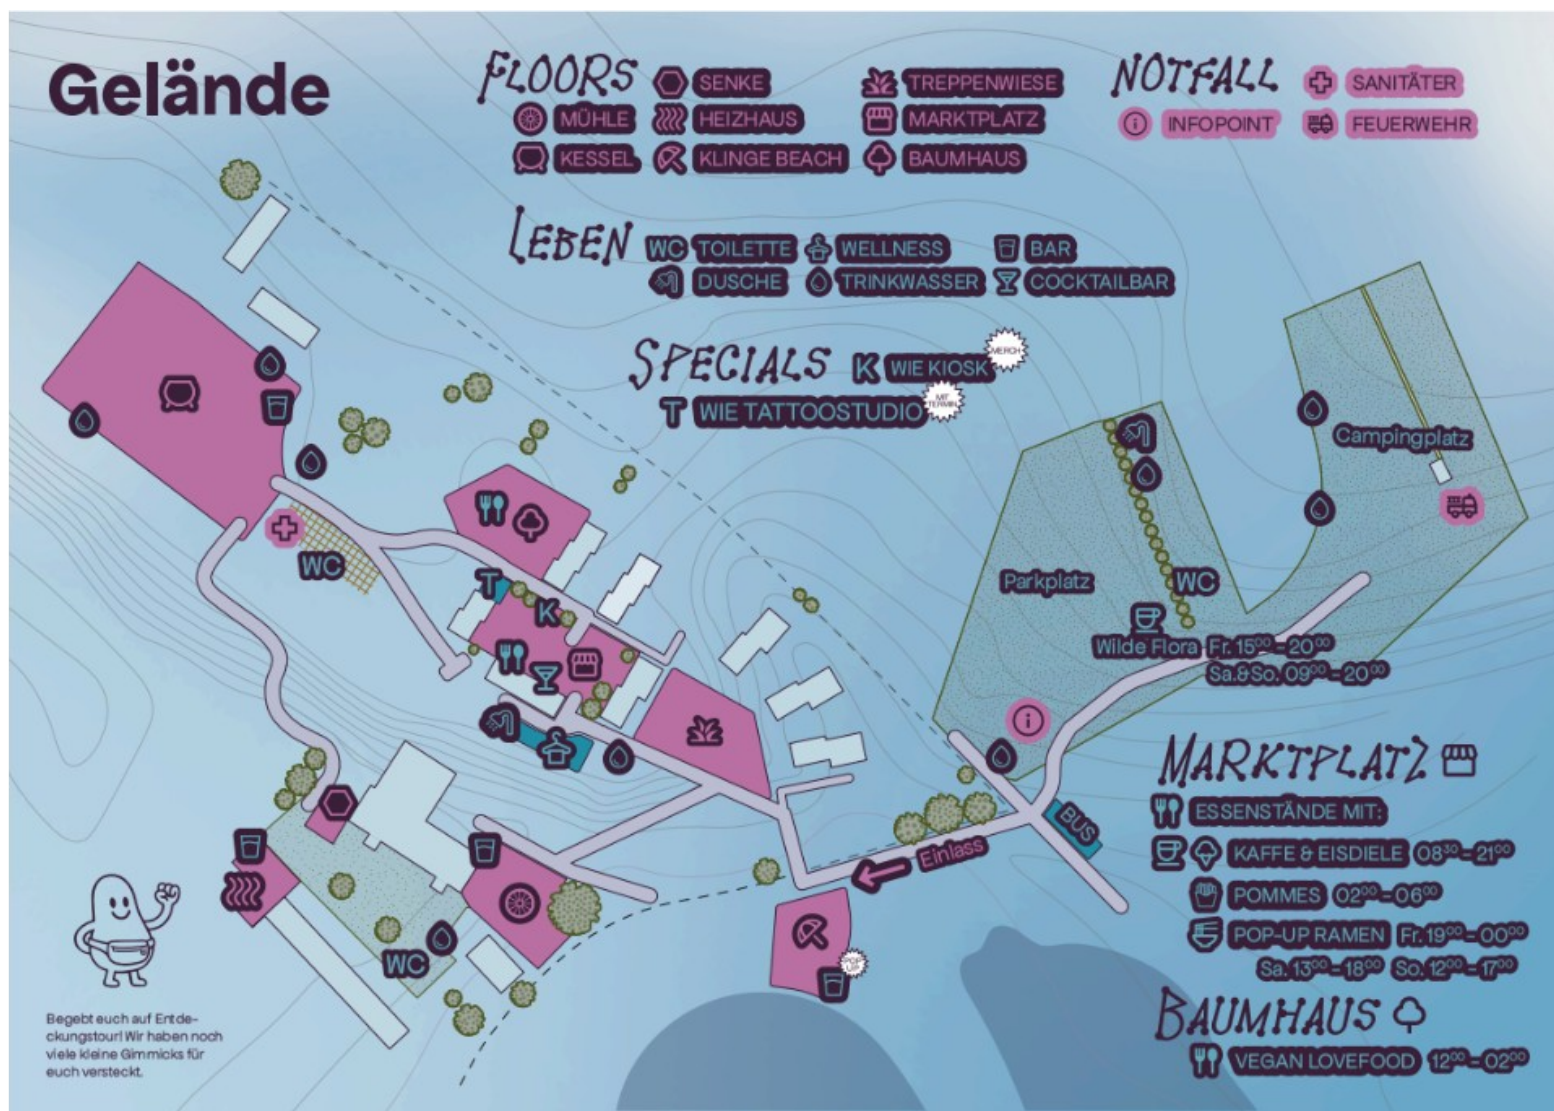 Gelände
FLOORS
SENKE
TREPPENWIESE
MÜHLE
HEIZHAUS
MARKTPLATZ
KESSEL
KLINGE BEACH
BAUMHAUS
NOTFALL
SANITÄTER
INFOPOINT
FEUERWEHR
LEBEN
WC TOILETTE
WELLNESS
BAR
DUSCHE
TRINKWASSER
COCKTAILBAR
SPECIALS
K WIE KIOSK
MERCH
T WIE TATTOOSTUDIO
MIT TERMIN
Campingplatz
Parkplatz
WC
WC
T
K
Wilde Flora Fr. 15⁰⁰ – 20⁰⁰
Sa.&So. 09⁰⁰ – 20⁰⁰
BUS
Einlass
WC
POP UP
MARKTPLATZ
ESSENSTÄNDE MIT:
KAFFE & EISDIELE 08³⁰ – 21⁰⁰
POMMES 02⁰⁰ – 06⁰⁰
POP-UP RAMEN Fr. 19⁰⁰ – 00⁰⁰
Sa. 13⁰⁰ – 18⁰⁰ So. 12⁰⁰ – 17⁰⁰
BAUMHAUS
VEGAN LOVEFOOD 12⁰⁰ – 02⁰⁰
Begebt euch auf Entde-
ckungstour! Wir haben noch
viele kleine Gimmicks für
euch versteckt.